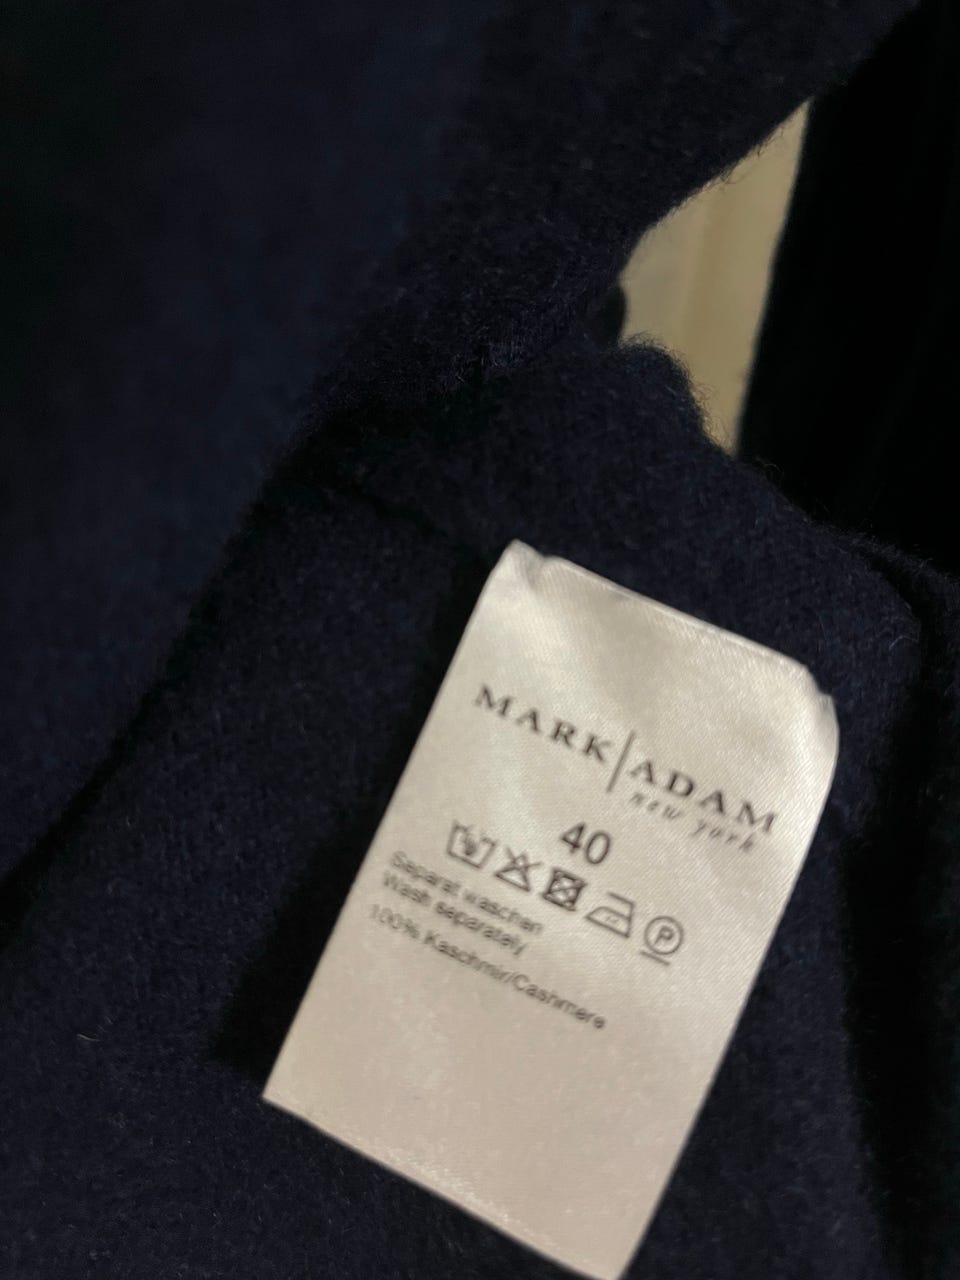 MARK|ADAM
new york
40
P
Separat waschen
Wash separately
100% Kaschmir/Cashmere